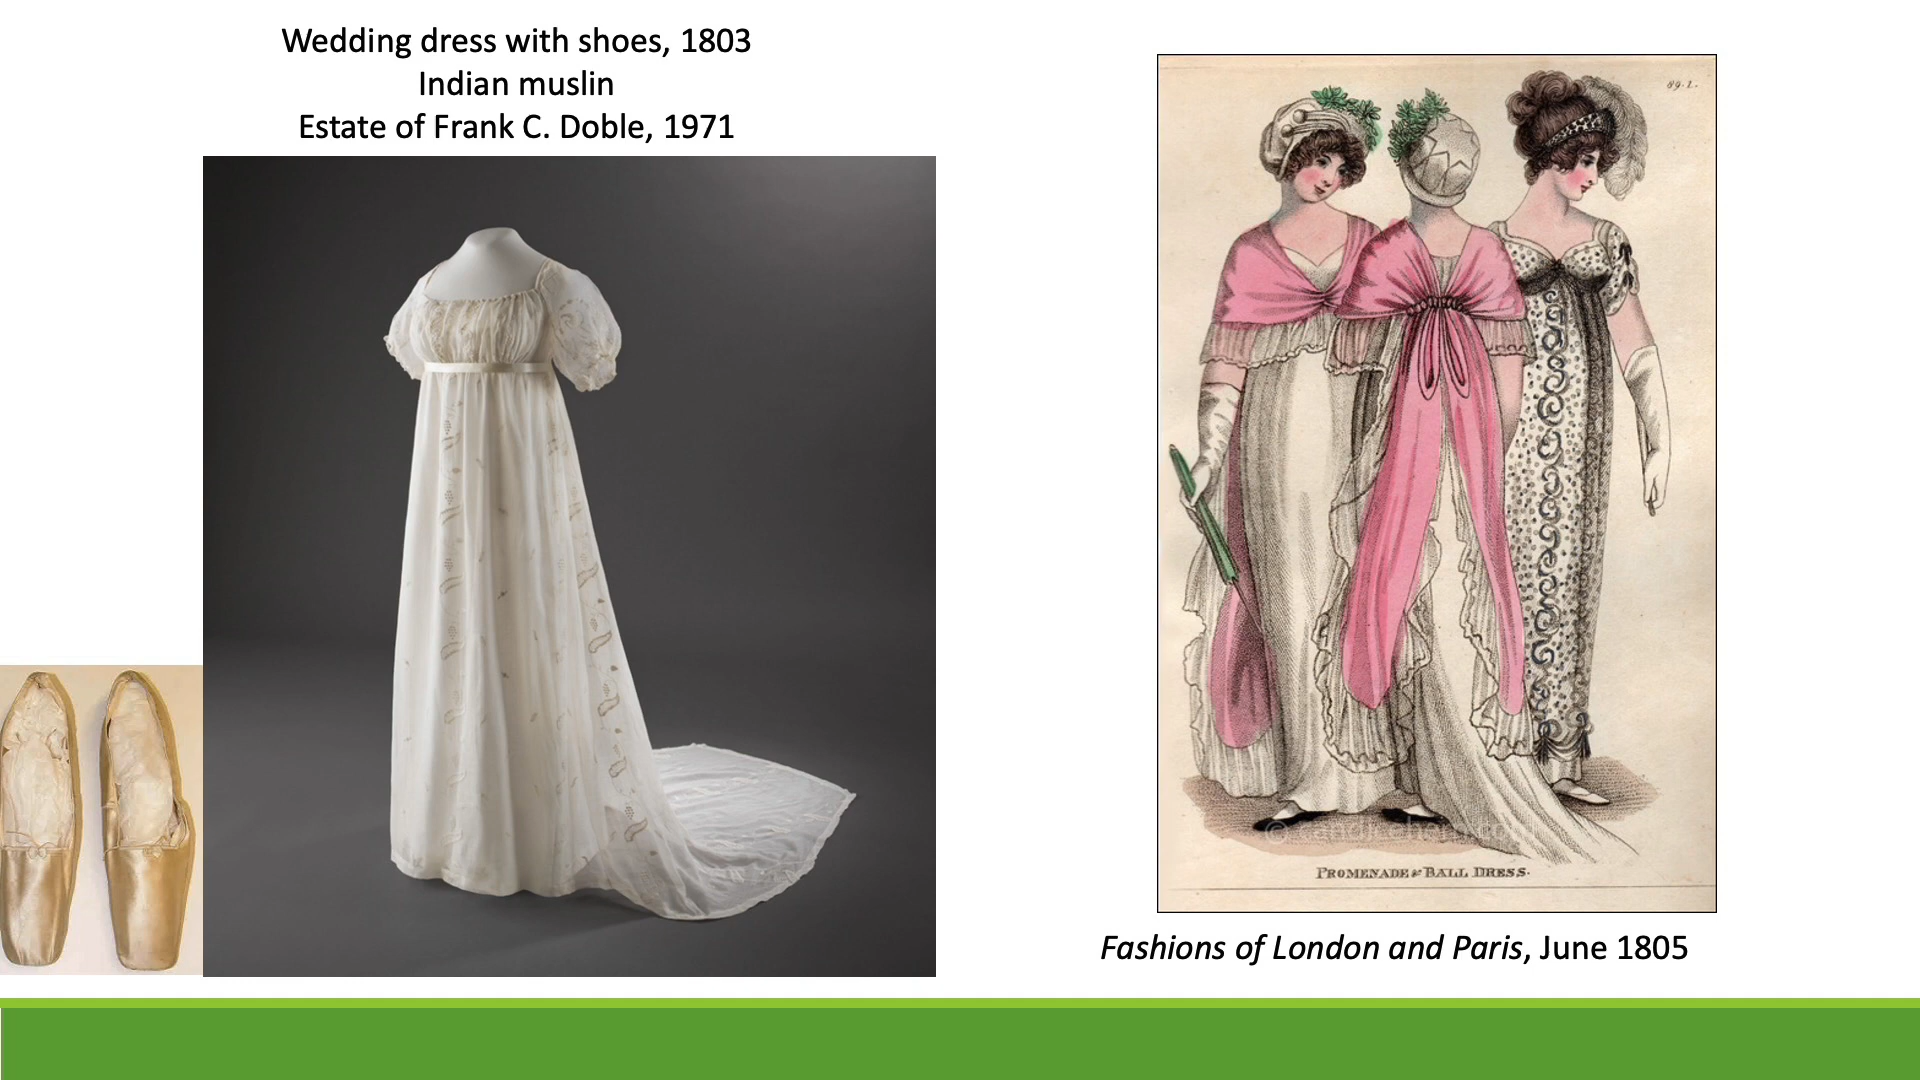 Wedding dress with shoes, 1803
Indian muslin
Estate of Frank C. Doble, 1971
89.2.
PROMENADE & BALL DRESS.
Fashions of London and Paris, June 1805